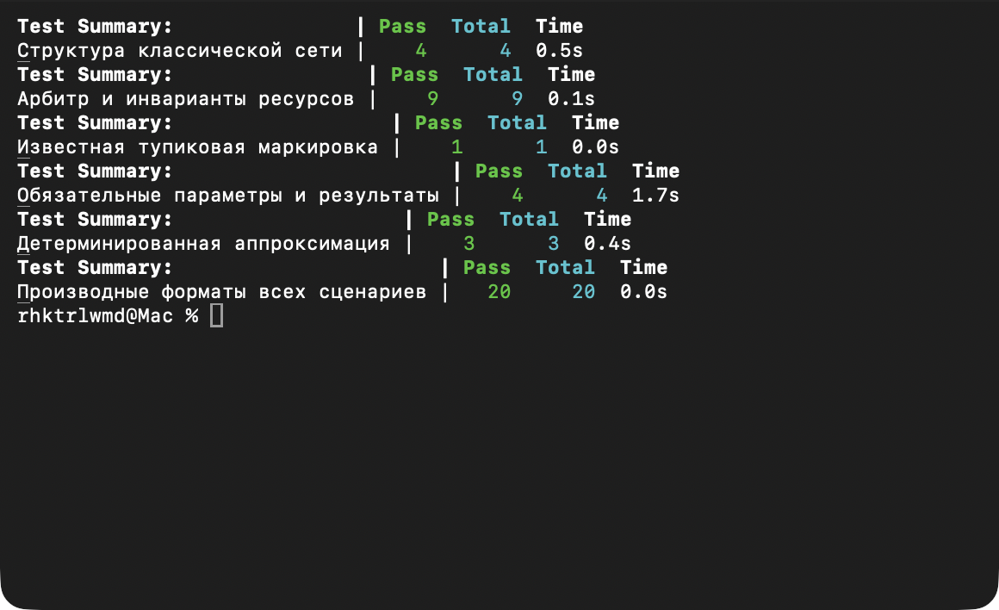 Test Summary: | Pass Total Time
Структура классической сети | 4 4 0.5s
Test Summary: | Pass Total Time
Арбитр и инварианты ресурсов | 9 9 0.1s
Test Summary: | Pass Total Time
Известная тупиковая маркировка | 1 1 0.0s
Test Summary: | Pass Total Time
Обязательные параметры и результаты | 4 4 1.7s
Test Summary: | Pass Total Time
Детерминированная аппроксимация | 3 3 0.4s
Test Summary: | Pass Total Time
Производные форматы всех сценариев | 20 20 0.0s
rhktrlwmd@Mac %